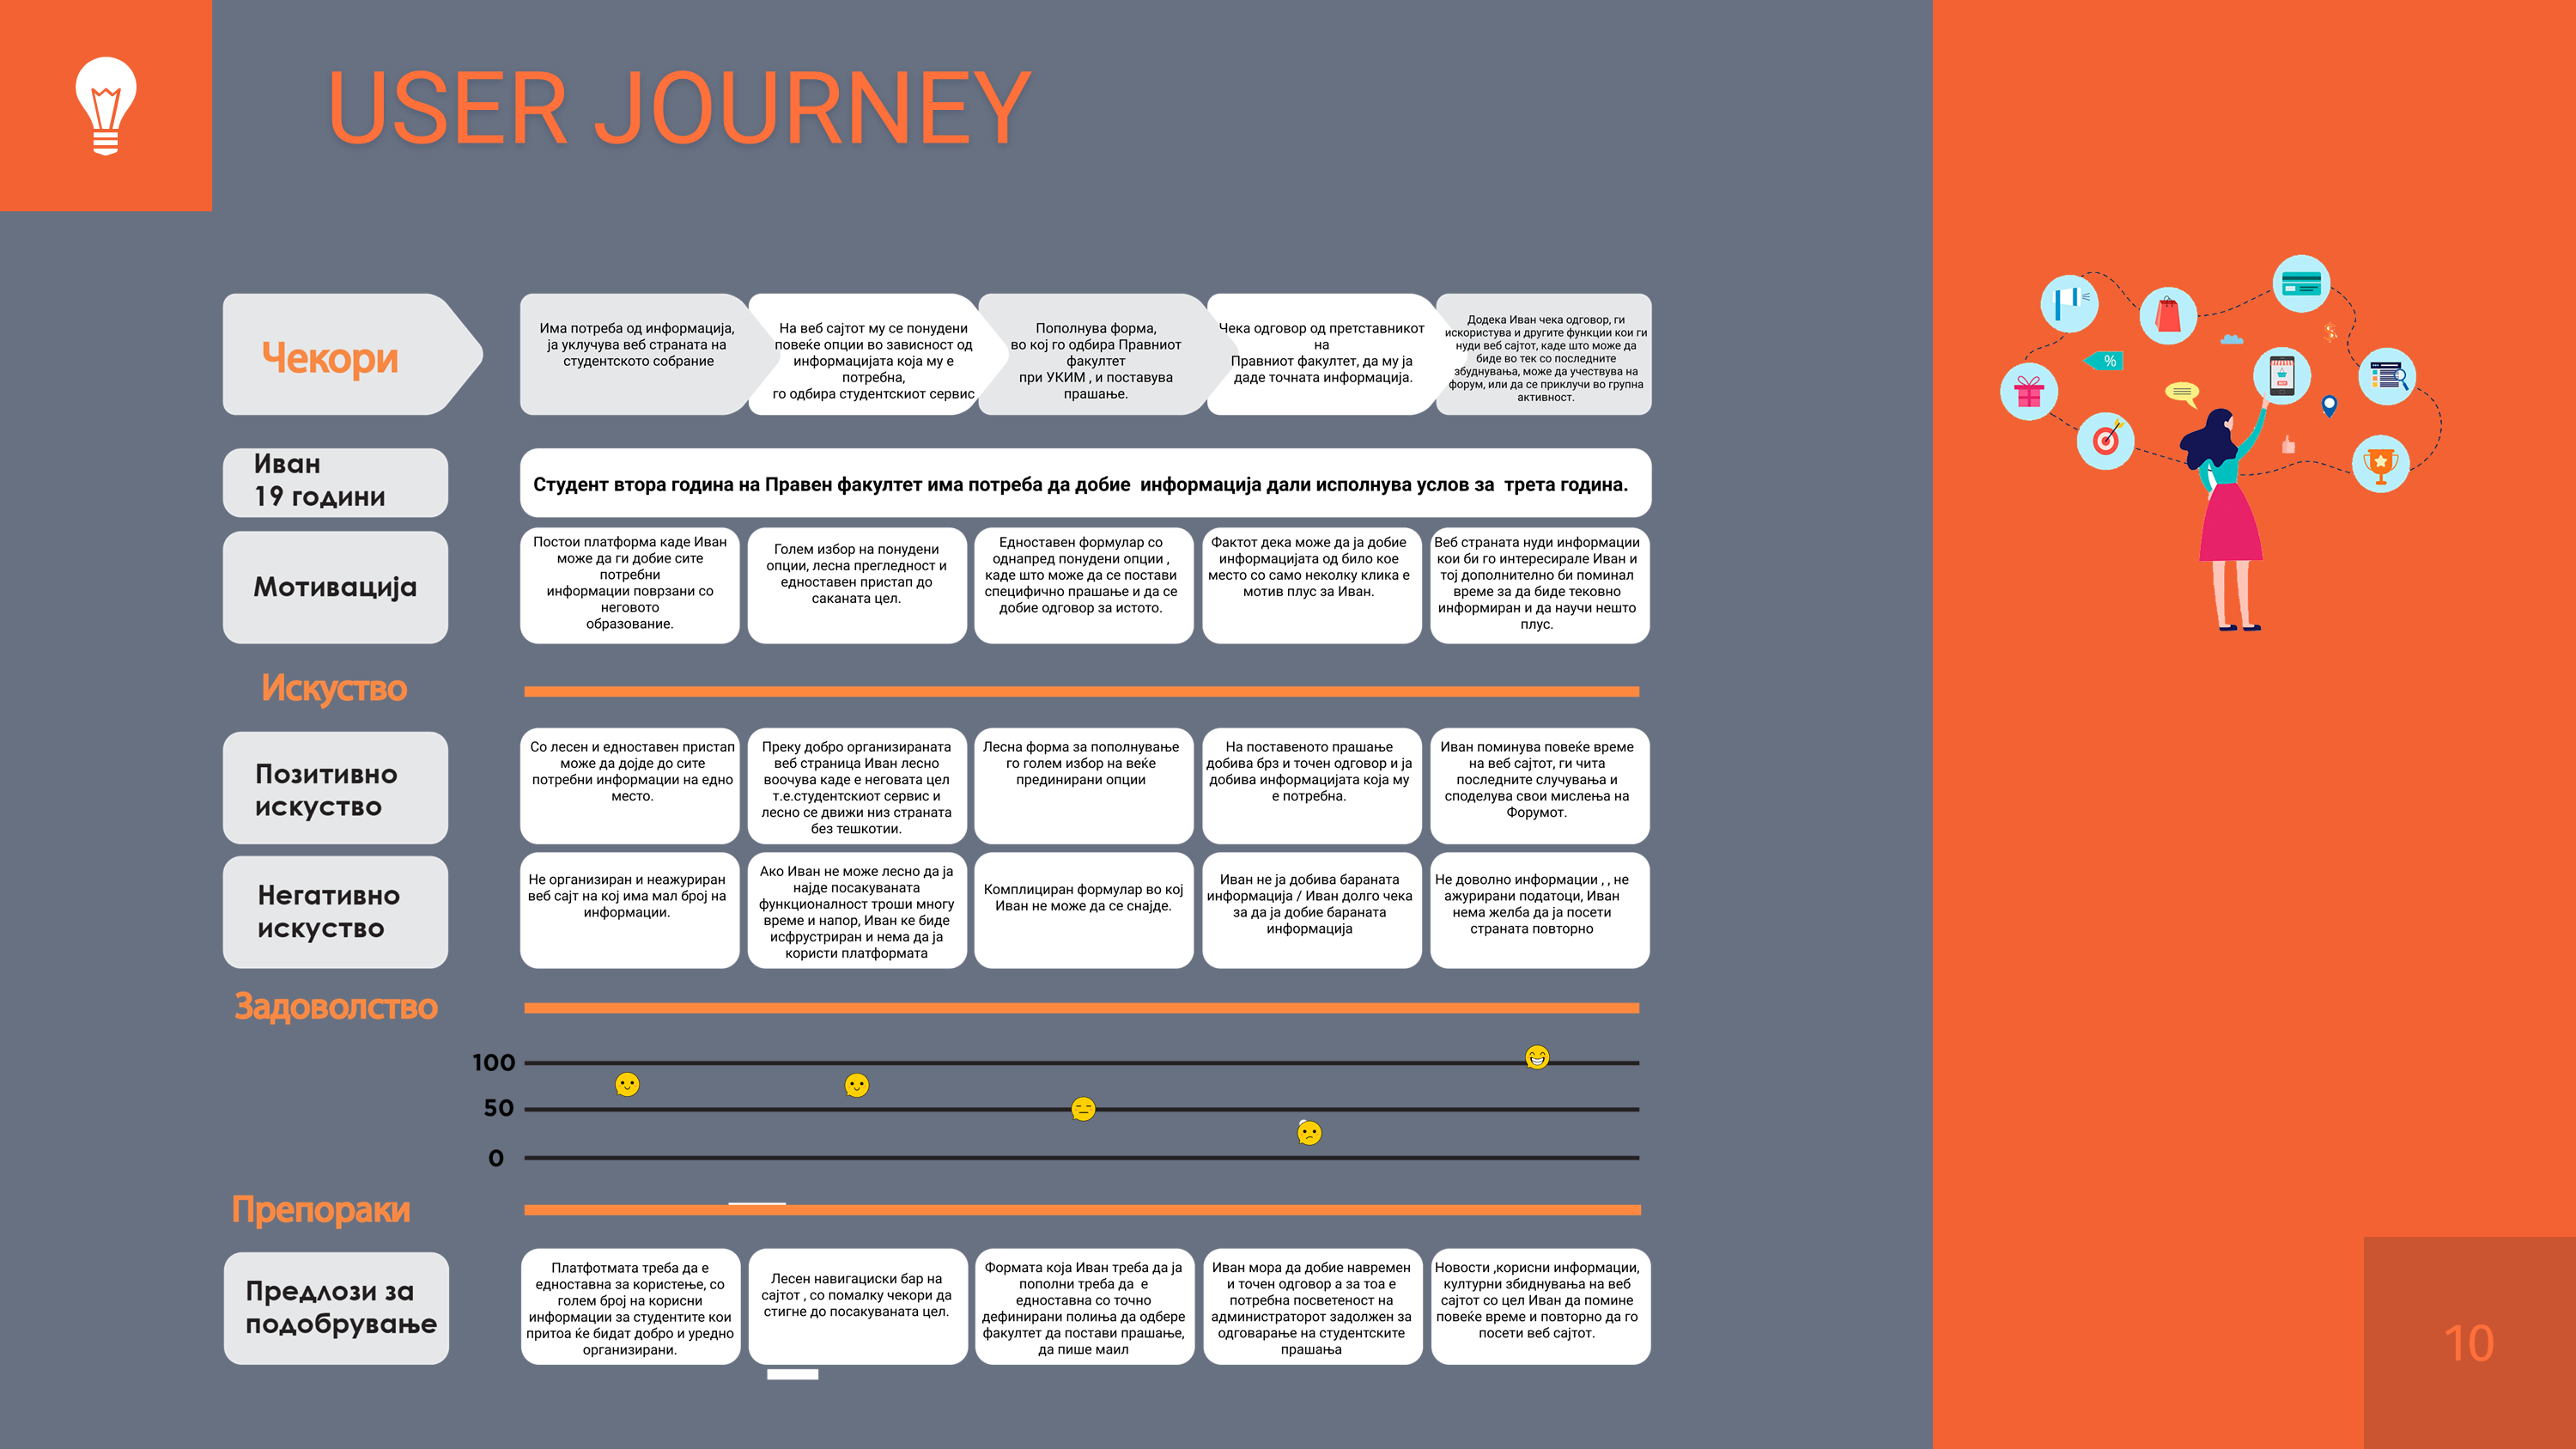 USER JOURNEY
Чекори
Има потреба од информација,
ја уклучува веб страната на
студентското собрание
На веб сајтот му се понудени
повеќе опции во зависност од
информацијата која му е
потребна,
го одбира студентскиот сервис
Пополнува форма,
во кој го одбира Правниот
факултет
при УКИМ , и поставува
прашање.
Чека одговор од претставникот
на
Правниот факултет, да му ја
даде точната информација.
Додека Иван чека одговор, ги
искористува и другите функции кои ги
нуди веб сајтот, каде што може да
биде во тек со последните
збуднувања, може да учествува на
форум, или да се приклучи во групна
активност.
%
Иван
19 години
Студент втора година на Правен факултет има потреба да добие  информација дали исполнува услов за  трета година.
Мотивација
Постои платформа каде Иван
може да ги добие сите
потребни
информации поврзани со
неговото
образование.
Голем избор на понудени
опции, лесна прегледност и
едноставен пристап до
саканата цел.
Едноставен формулар со
однапред понудени опции ,
каде што може да се постави
специфично прашање и да се
добие одговор за истото.
Фактот дека може да ја добие
информацијата од било кое
место со само неколку клика е
мотив плус за Иван.
Веб страната нуди информации
кои би го интересирале Иван и
тој дополнително би поминал
време за да биде тековно
информиран и да научи нешто
плус.
Искуство
Позитивно
искуство
Со лесен и едноставен пристап
може да дојде до сите
потребни информации на едно
место.
Преку добро организираната
веб страница Иван лесно
воочува каде е неговата цел
т.е.студентскиот сервис и
лесно се движи низ страната
без тешкотии.
Лесна форма за пополнување
го голем избор на веќе
прединирани опции
На поставеното прашање
добива брз и точен одговор и ја
добива информацијата која му
е потребна.
Иван поминува повеќе време
на веб сајтот, ги чита
последните случувања и
споделува свои мислења на
Форумот.
Негативно
искуство
Не организиран и неажуриран
веб сајт на кој има мал број на
информации.
Ако Иван не може лесно да ја
најде посакуваната
функционалност троши многу
време и напор, Иван ке биде
исфрустриран и нема да ја
користи платформата
Комплициран формулар во кој
Иван не може да се снајде.
Иван не ја добива бараната
информација / Иван долго чека
за да ја добие бараната
информација
Не доволно информации , , не
ажурирани податоци, Иван
нема желба да ја посети
страната повторно
Задоволство
100
50
0
Препораки
Предлози за
подобрување
Платфотмата треба да е
едноставна за користење, со
голем број на корисни
информации за студентите кои
притоа ќе бидат добро и уредно
организирани.
Лесен навигациски бар на
сајтот , со помалку чекори да
стигне до посакуваната цел.
Формата која Иван треба да ја
пополни треба да  е
едноставна со точно
дефинирани полиња да одбере
факултет да постави прашање,
да пише маил
Иван мора да добие навремен
и точен одговор а за тоа е
потребна посветеност на
администраторот задолжен за
одговарање на студентските
прашања
Новости ,корисни информации,
културни збиднувања на веб
сајтот со цел Иван да помине
повеќе време и повторно да го
посети веб сајтот.
10